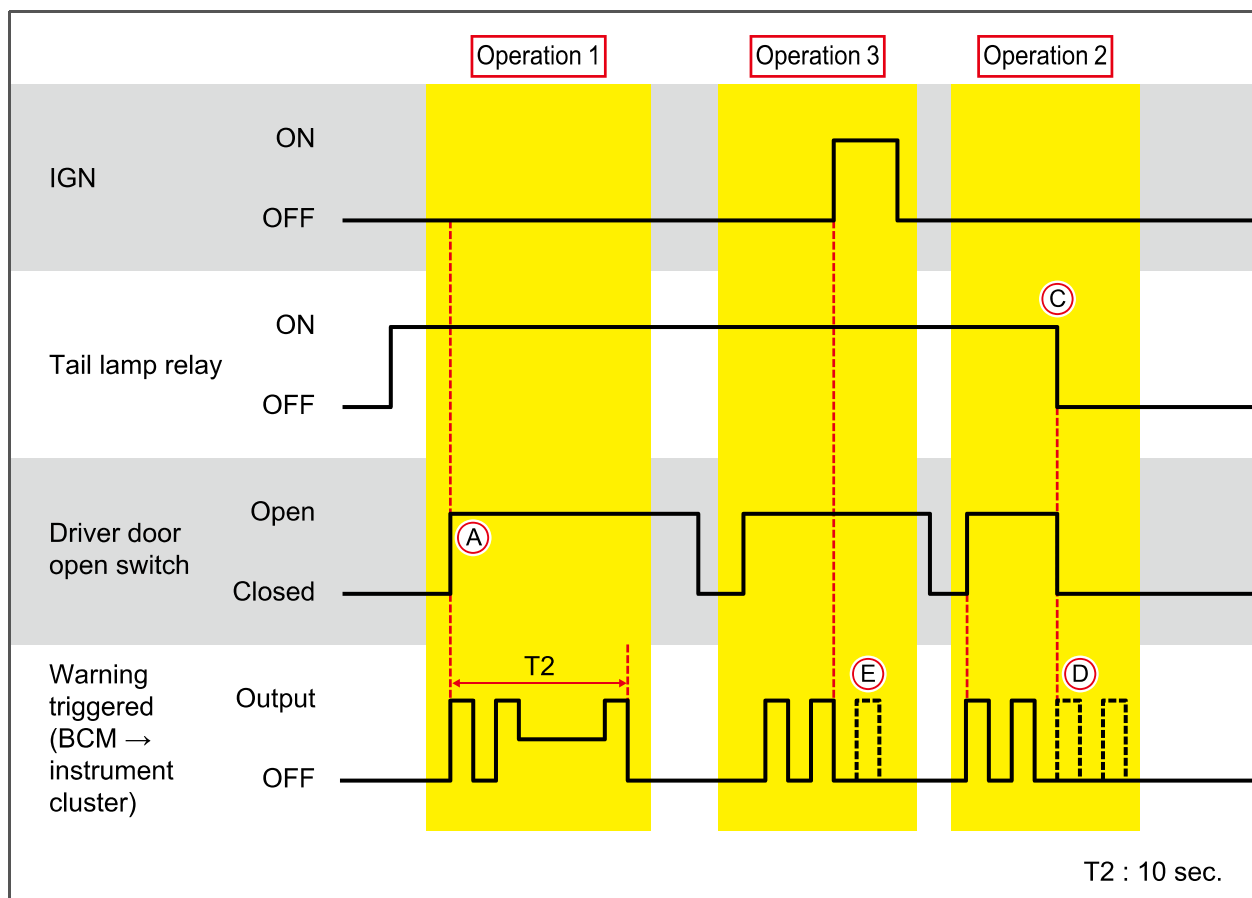 Operation 1
Operation 3
Operation 2
ON
IGN
OFF
C
ON
Tail lamp relay
OFF
Open
A
Driver door
open switch
Closed
Warning
triggered
(BCM →
instrument
cluster)
T2
E
D
Output
OFF
T2 : 10 sec.